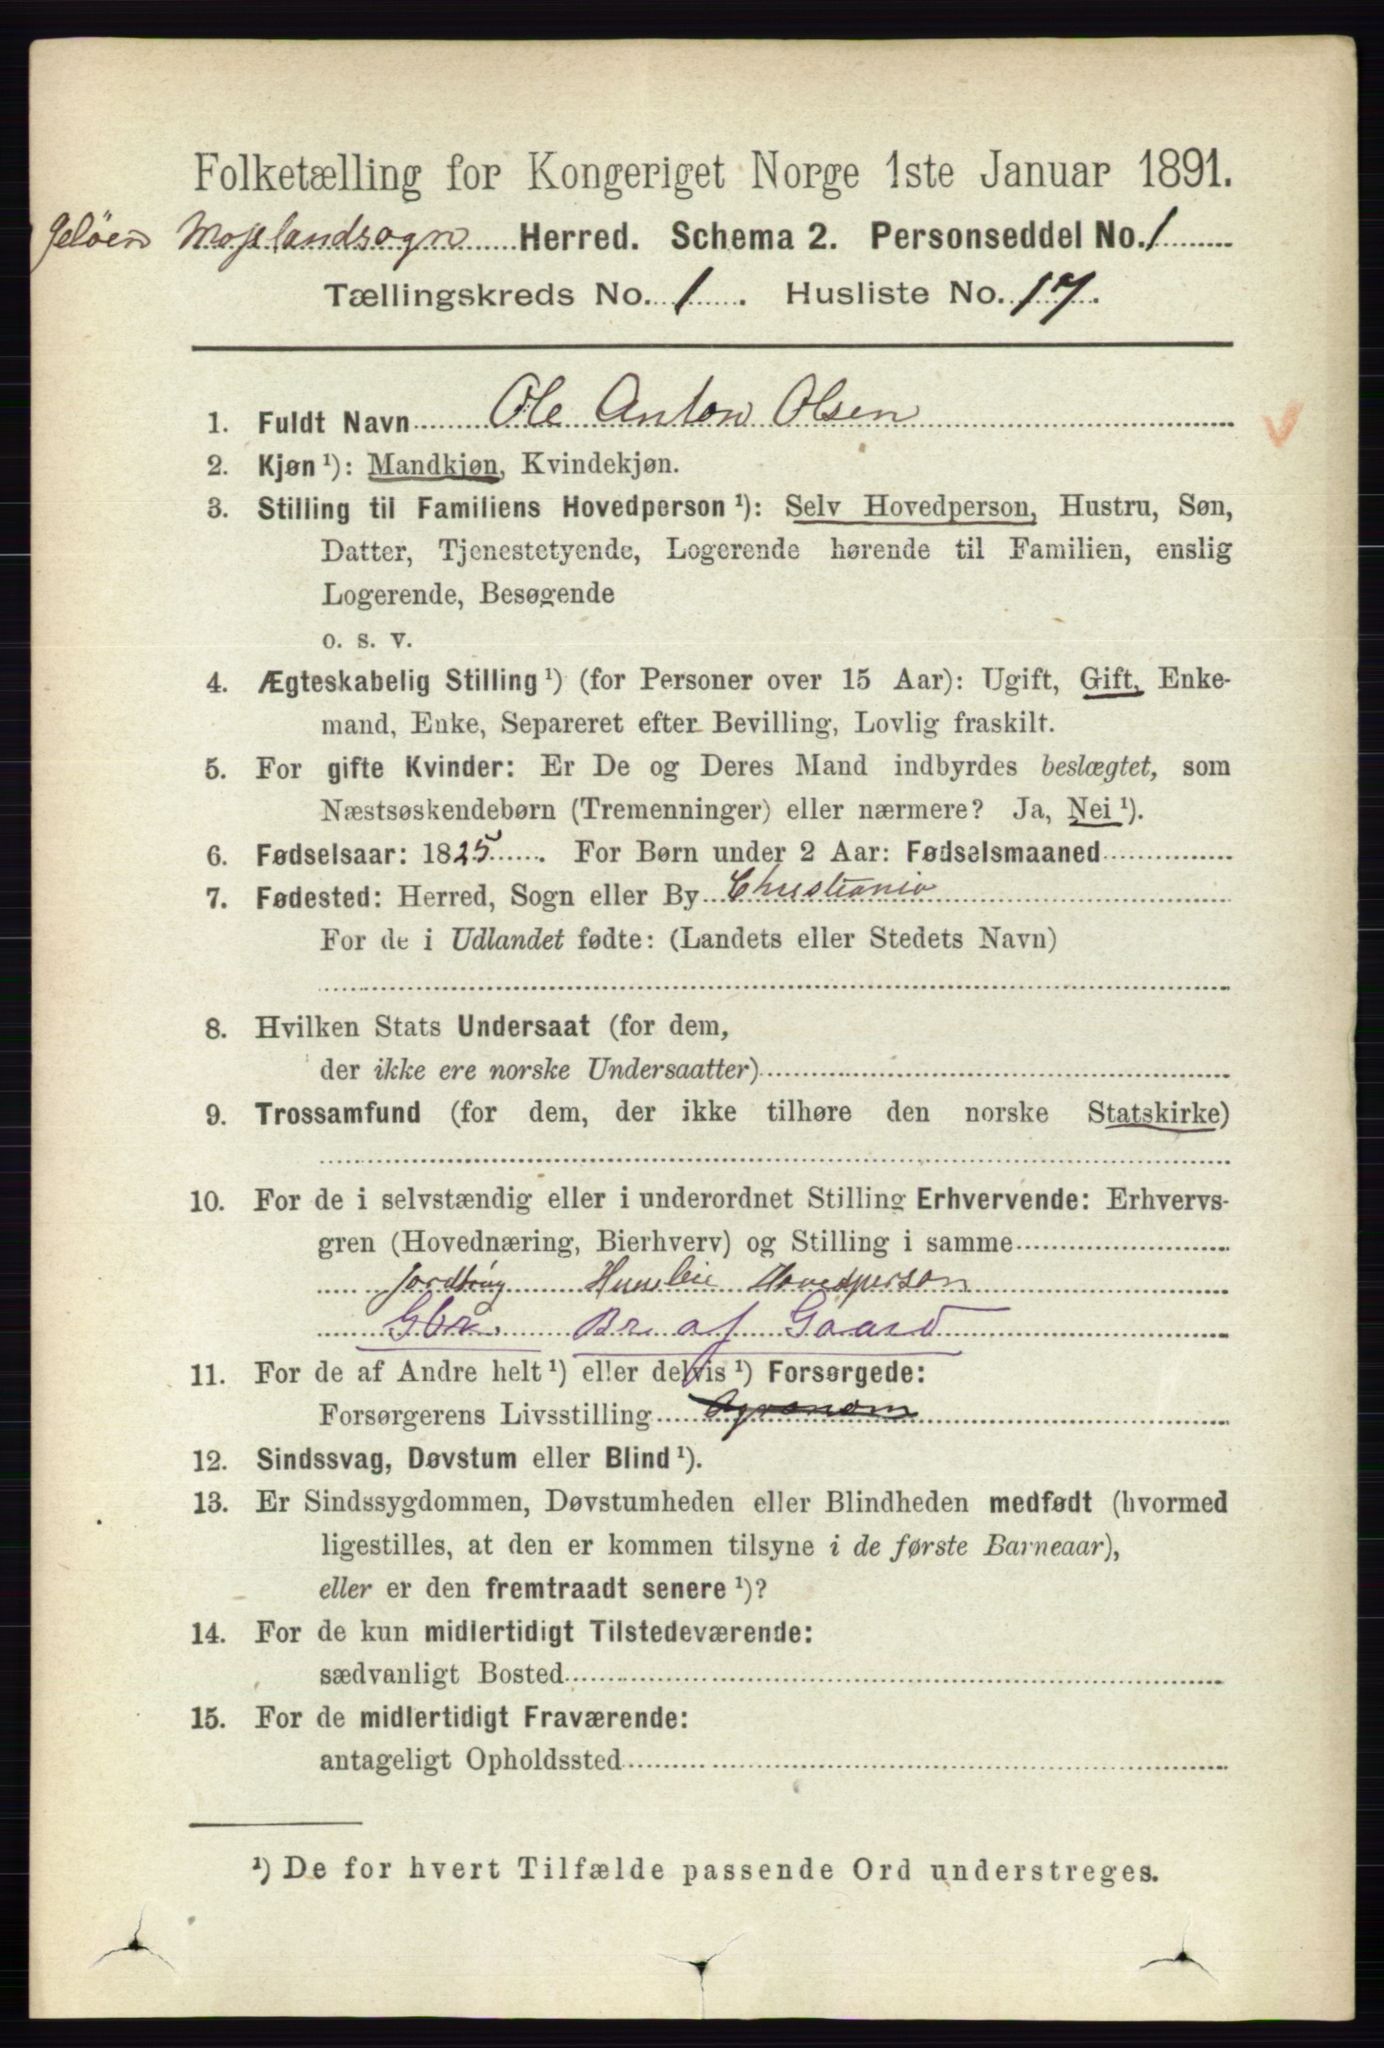 Folketælling for Kongeriget Norge 1ste Januar 1891.
Jeløen Mosslandsogn Herred. Schema 2. Personseddel No. 1
Tællingskreds No. 1. Husliste No. 17.
1. Fuldt Navn Ole Anton Olsen
2. Kjøn ¹): Mandkjøn, Kvindekjøn.
3. Stilling til Familiens Hovedperson ¹): Selv Hovedperson, Hustru, Søn,
Datter, Tjenestetyende, Logerende hørende til Familien, enslig
Logerende, Besøgende
o. s. v.
4. Ægteskabelig Stilling ¹) (for Personer over 15 Aar): Ugift, Gift, Enke-
mand, Enke, Separeret efter Bevilling, Lovlig fraskilt.
5. For gifte Kvinder: Er De og Deres Mand indbyrdes beslægtet, som
Næstsøskendebørn (Tremenninger) eller nærmere? Ja, Nei ¹).
6. Fødselsaar: 1825. For Børn under 2 Aar: Fødselsmaaned
7. Fødested: Herred, Sogn eller By Christiania
For de i Udlandet fødte: (Landets eller Stedets Navn)
8. Hvilken Stats Undersaat (for dem,
der ikke ere norske Undersaatter)
9. Trossamfund (for dem, der ikke tilhøre den norske Statskirke)
10. For de i selvstændig eller i underordnet Stilling Erhvervende: Erhvervs-
gren (Hovednæring, Bierhverv) og Stilling i samme
Jordbrug Hovedperson
Gbr. Br. af Gaard
11. For de af Andre helt ¹) eller delvis ¹) Forsørgede:
Forsørgerens Livsstilling Agronom
12. Sindssvag, Døvstum eller Blind ¹).
13. Er Sindssygdommen, Døvstumheden eller Blindheden medfødt (hvormed
ligestilles, at den er kommen tilsyne i de første Barneaar),
eller er den fremtraadt senere ¹)?
14. For de kun midlertidigt Tilstedeværende:
sædvanligt Bosted
15. For de midlertidigt Fraværende:
antageligt Opholdssted
¹) De for hvert Tilfælde passende Ord understreges.